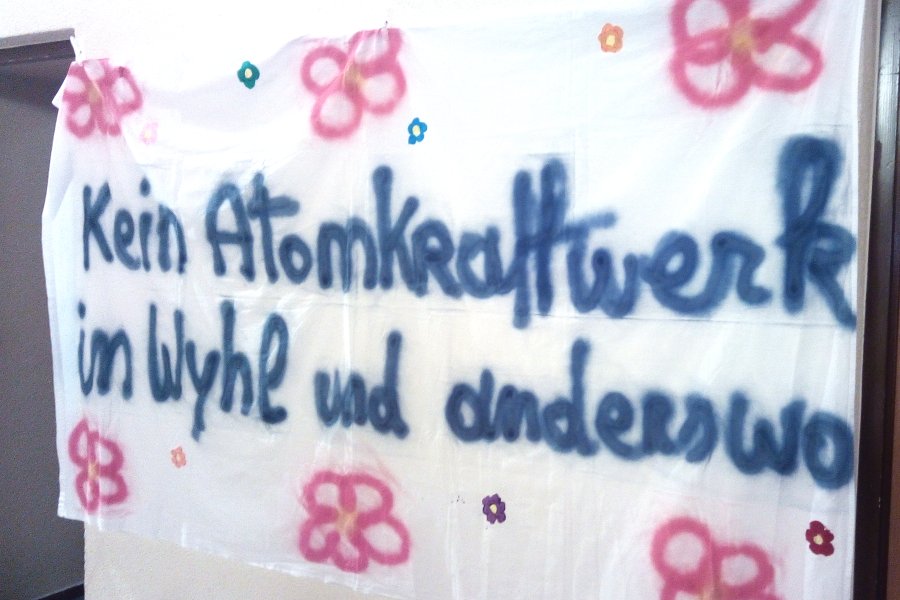 Kein Atomkraftwerk
in Wyhl und anderswo